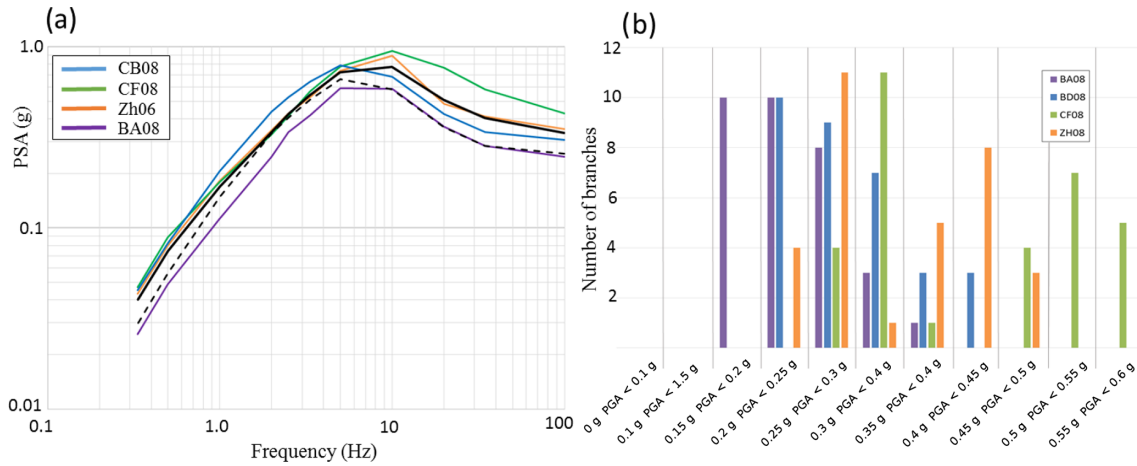 (a)
1.0
0.1
0.01
PSA (g)
CB08
CF08
Zh06
BA08
0.1
1.0
10
100
Frequency (Hz)
(b)
12
10
8
6
4
2
Number of branches
BA08
BD08
CF08
ZH08
0 g PGA < 0.1 g
0.1 g PGA < 1.5 g
0.15 g PGA < 0.2 g
0.2 g PGA < 0.25 g
0.25 g PGA < 0.3 g
0.3 g PGA < 0.4 g
0.35 g PGA < 0.4 g
0.4 g PGA < 0.45 g
0.45 g PGA < 0.5 g
0.5 g PGA < 0.55 g
0.55 g PGA < 0.6 g